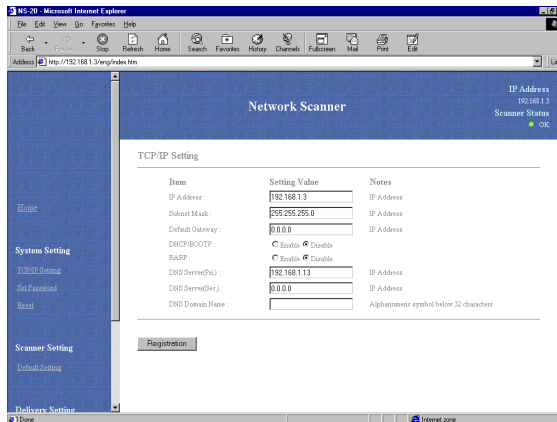 NS-20 - Microsoft Internet Explorer
File Edit View Go Favorites Help
Back Forward Stop Refresh Home Search Favorites History Channels Fullscreen Mail Print Edit
Address http://192.168.1.3/eng/index.htm
Network Scanner
IP Address
192.168.1.3
Scanner Status
OK
Home
System Setting
TCP/IP Setting
Set Password
Reset
Scanner Setting
Default Setting
Delivery Setting
TCP/IP Setting
Item Setting Value Notes
IP Address : 192.168.1.3 IP Address
Subnet Mask : 255.255.255.0 IP Address
Default Gateway : 0.0.0.0 IP Address
DHCP/BOOTP : Enable Disable
RARP : Enable Disable
DNS Server(Pri.) : 192.168.1.13 IP Address
DNS Server(Sec.) : 0.0.0.0 IP Address
DNS Domain Name : Alphanumeric symbol below 32 characters
Registration
Done
Internet zone